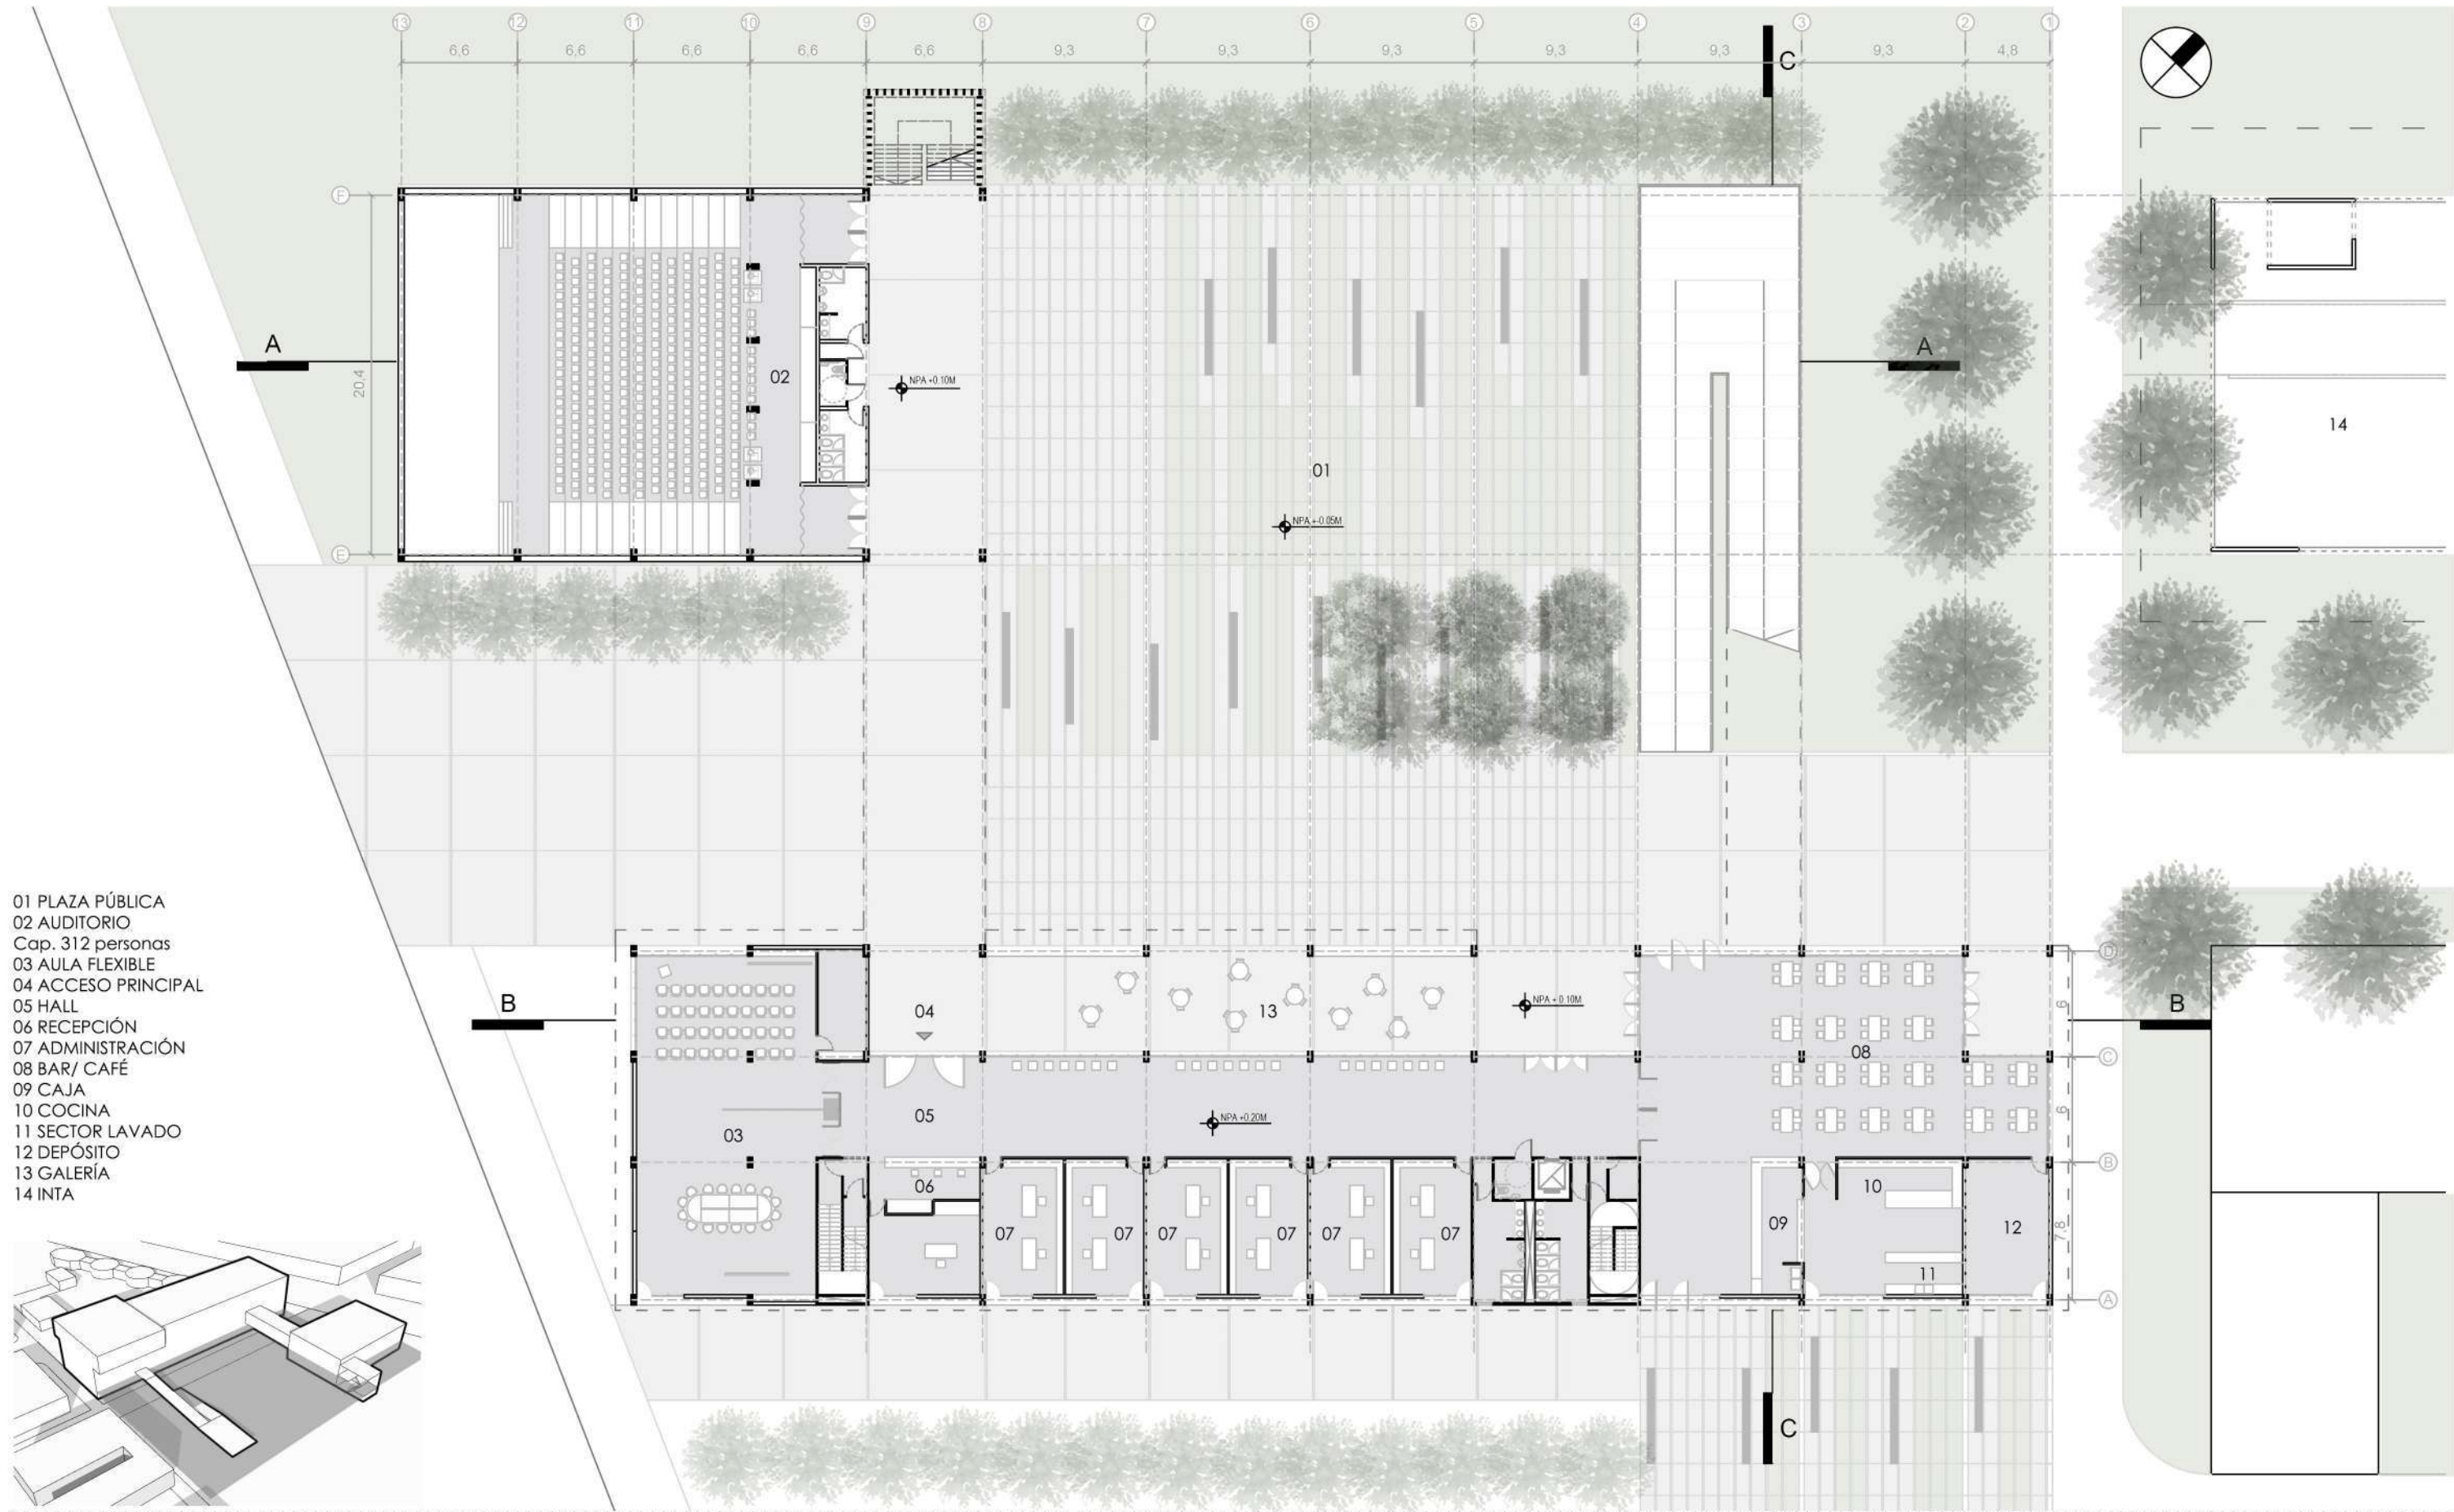 13 12 11 10 9 8 7 6 5 4 3 2 1
6,6 6,6 6,6 6,6 6,6 9,3 9,3 9,3 9,3 9,3 9,3 4,8
C
F
A A
20,4
02
NPA +0.10M
14
01
NPA +-0.05M
E
01 PLAZA PÚBLICA
02 AUDITORIO
Cap. 312 personas
03 AULA FLEXIBLE
04 ACCESO PRINCIPAL
05 HALL
06 RECEPCIÓN
07 ADMINISTRACIÓN
08 BAR/ CAFÉ
09 CAJA
10 COCINA
11 SECTOR LAVADO
12 DEPÓSITO
13 GALERÍA
14 INTA
D
B B
NPA + 0.10M
6
04 13
08
C
05
NPA +0.20M
6
03
B
06 10
07 07 07 07 07 07 09 12
7,8
11
A
C